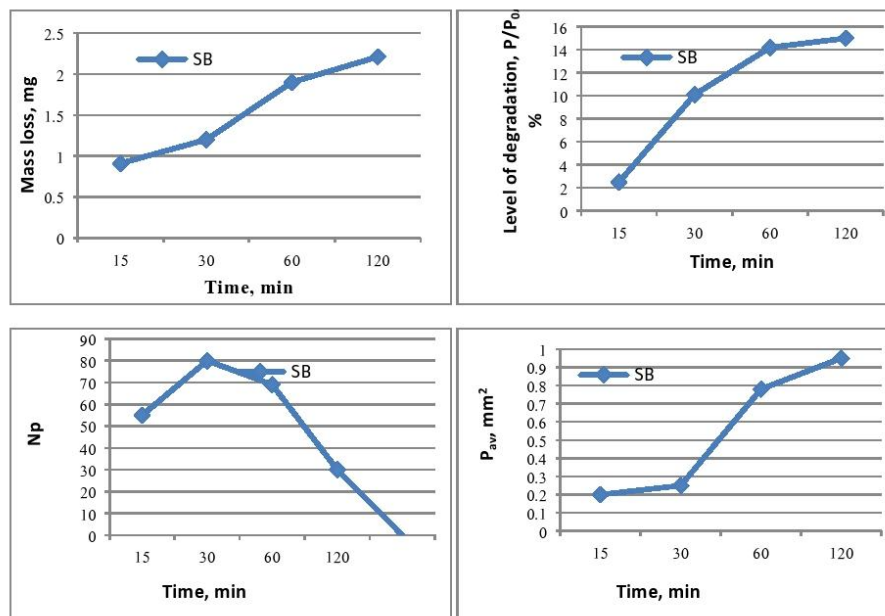 Mass loss, mg
2.5
2
1.5
1
0.5
0
SB
15 30 60 120
Time, min
Level of degradation, P/P0,
%
16
14
12
10
8
6
4
2
0
SB
15 30 60 120
Time, min
Np
90
80
70
60
50
40
30
20
10
0
SB
15 30 60 120
Time, min
Pav, mm²
1
0.9
0.8
0.7
0.6
0.5
0.4
0.3
0.2
0.1
0
SB
15 30 60 120
Time, min